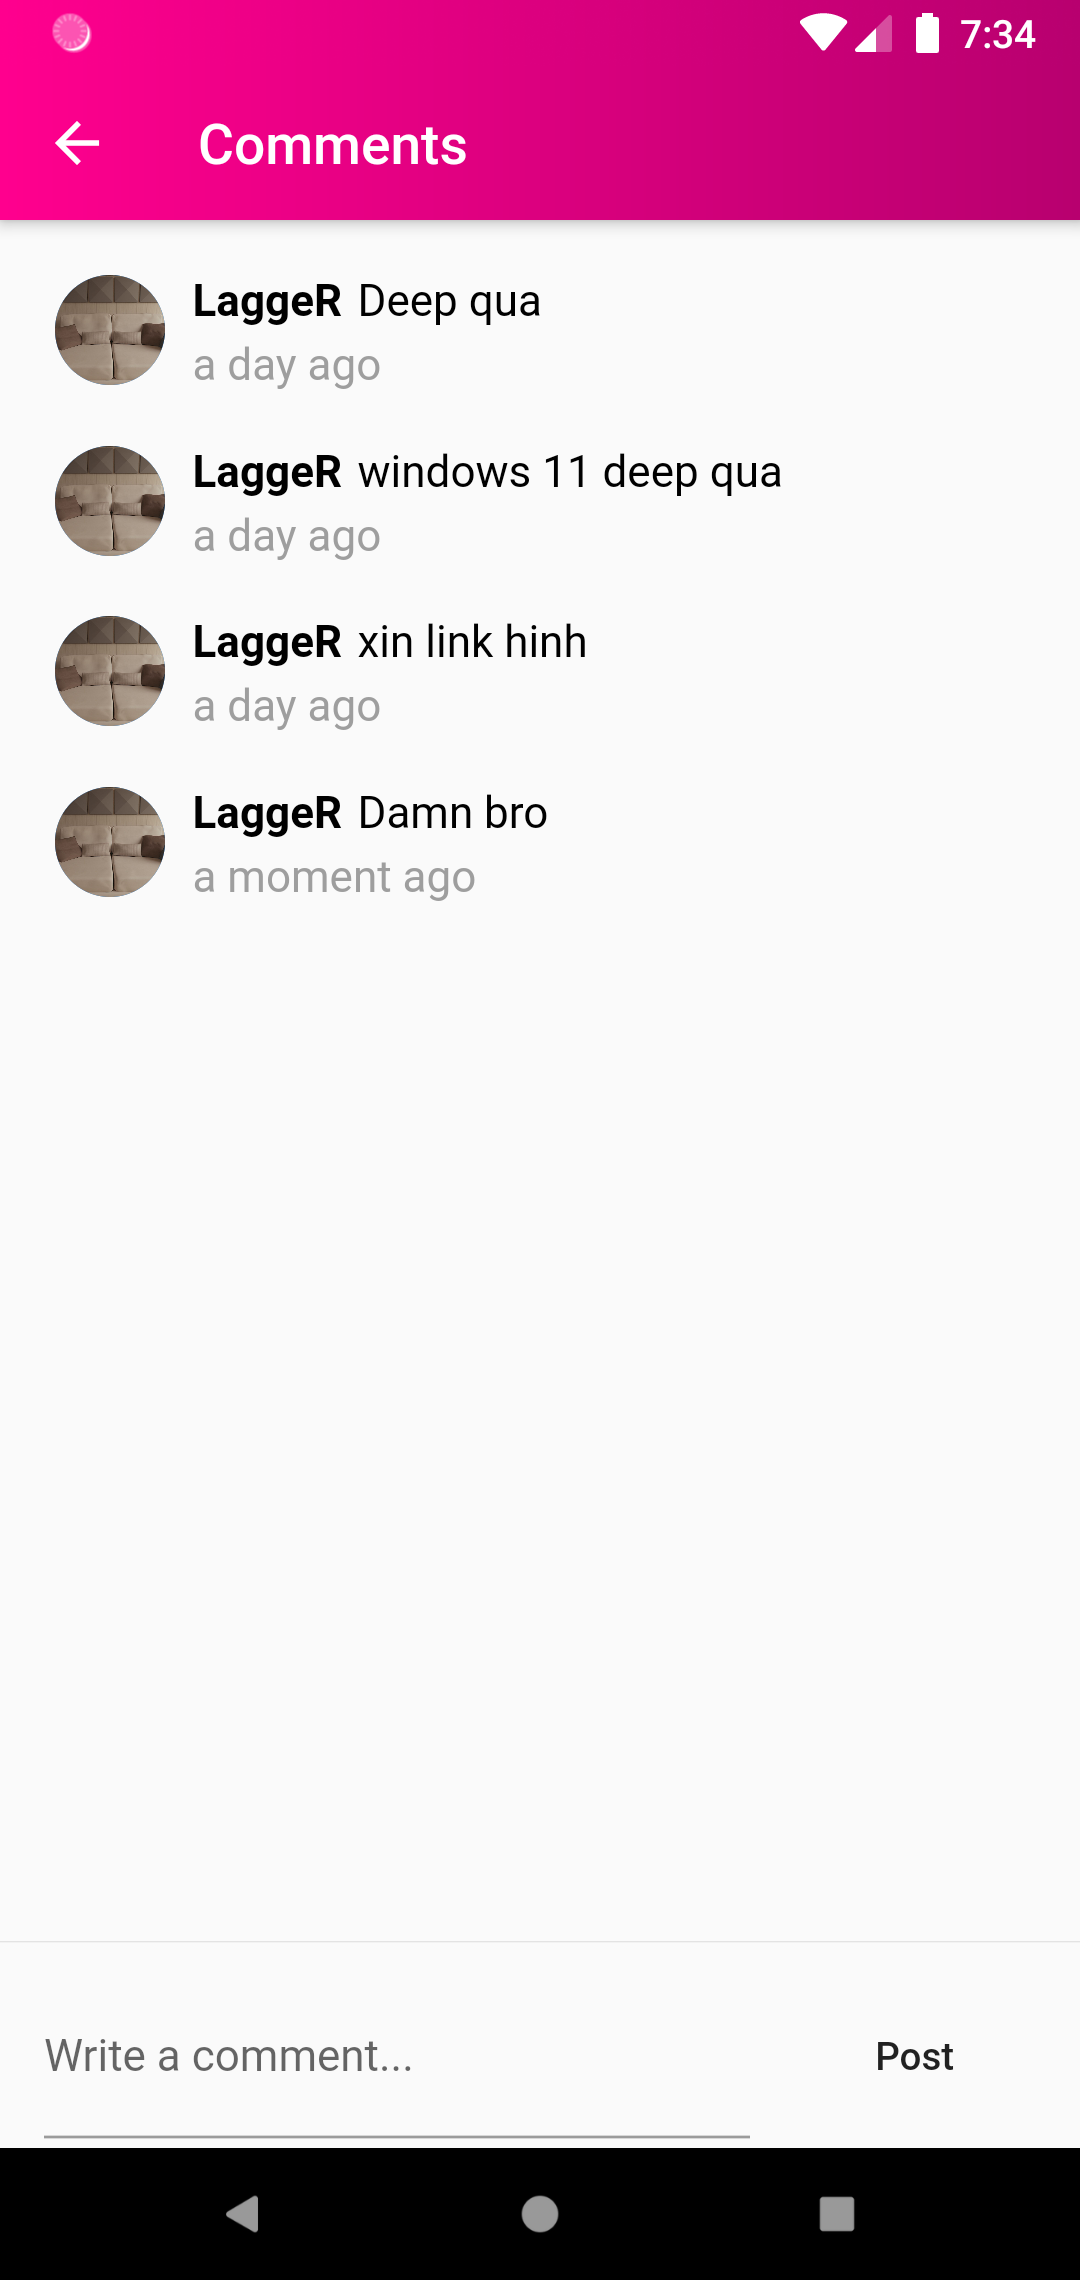 7:34
Comments
LaggeR Deep qua
a day ago
LaggeR windows 11 deep qua
a day ago
LaggeR xin link hinh
a day ago
LaggeR Damn bro
a moment ago
Write a comment...
Post